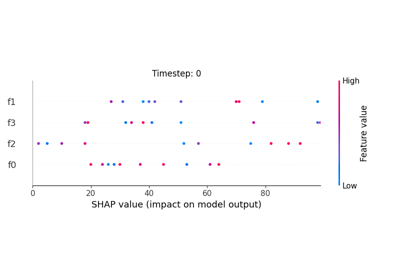 Timestep: 0
High
f1
f3
f2
f0
Feature value
Low
0 20 40 60 80
SHAP value (impact on model output)